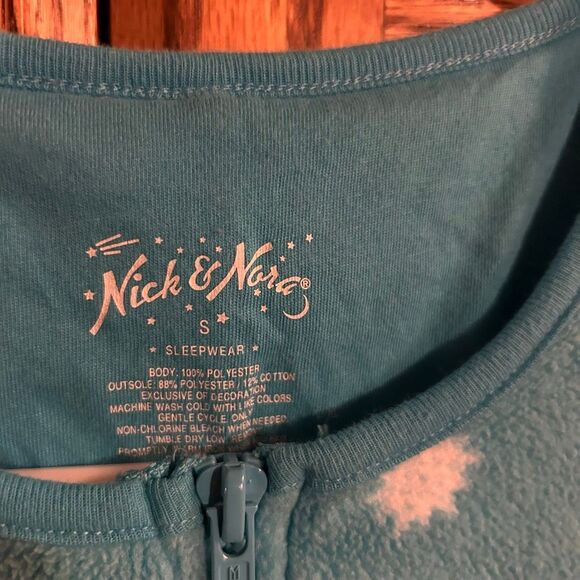 Nick & Nora®
S
SLEEPWEAR
BODY: 100% POLYESTER
OUTSOLE: 88% POLYESTER / 12% COTTON
EXCLUSIVE OF DECORATION
MACHINE WASH COLD WITH LIKE COLORS
GENTLE CYCLE. ONLY
NON-CHLORINE BLEACH WHEN NEEDED
TUMBLE DRY LOW.
PROMPTLY.
M